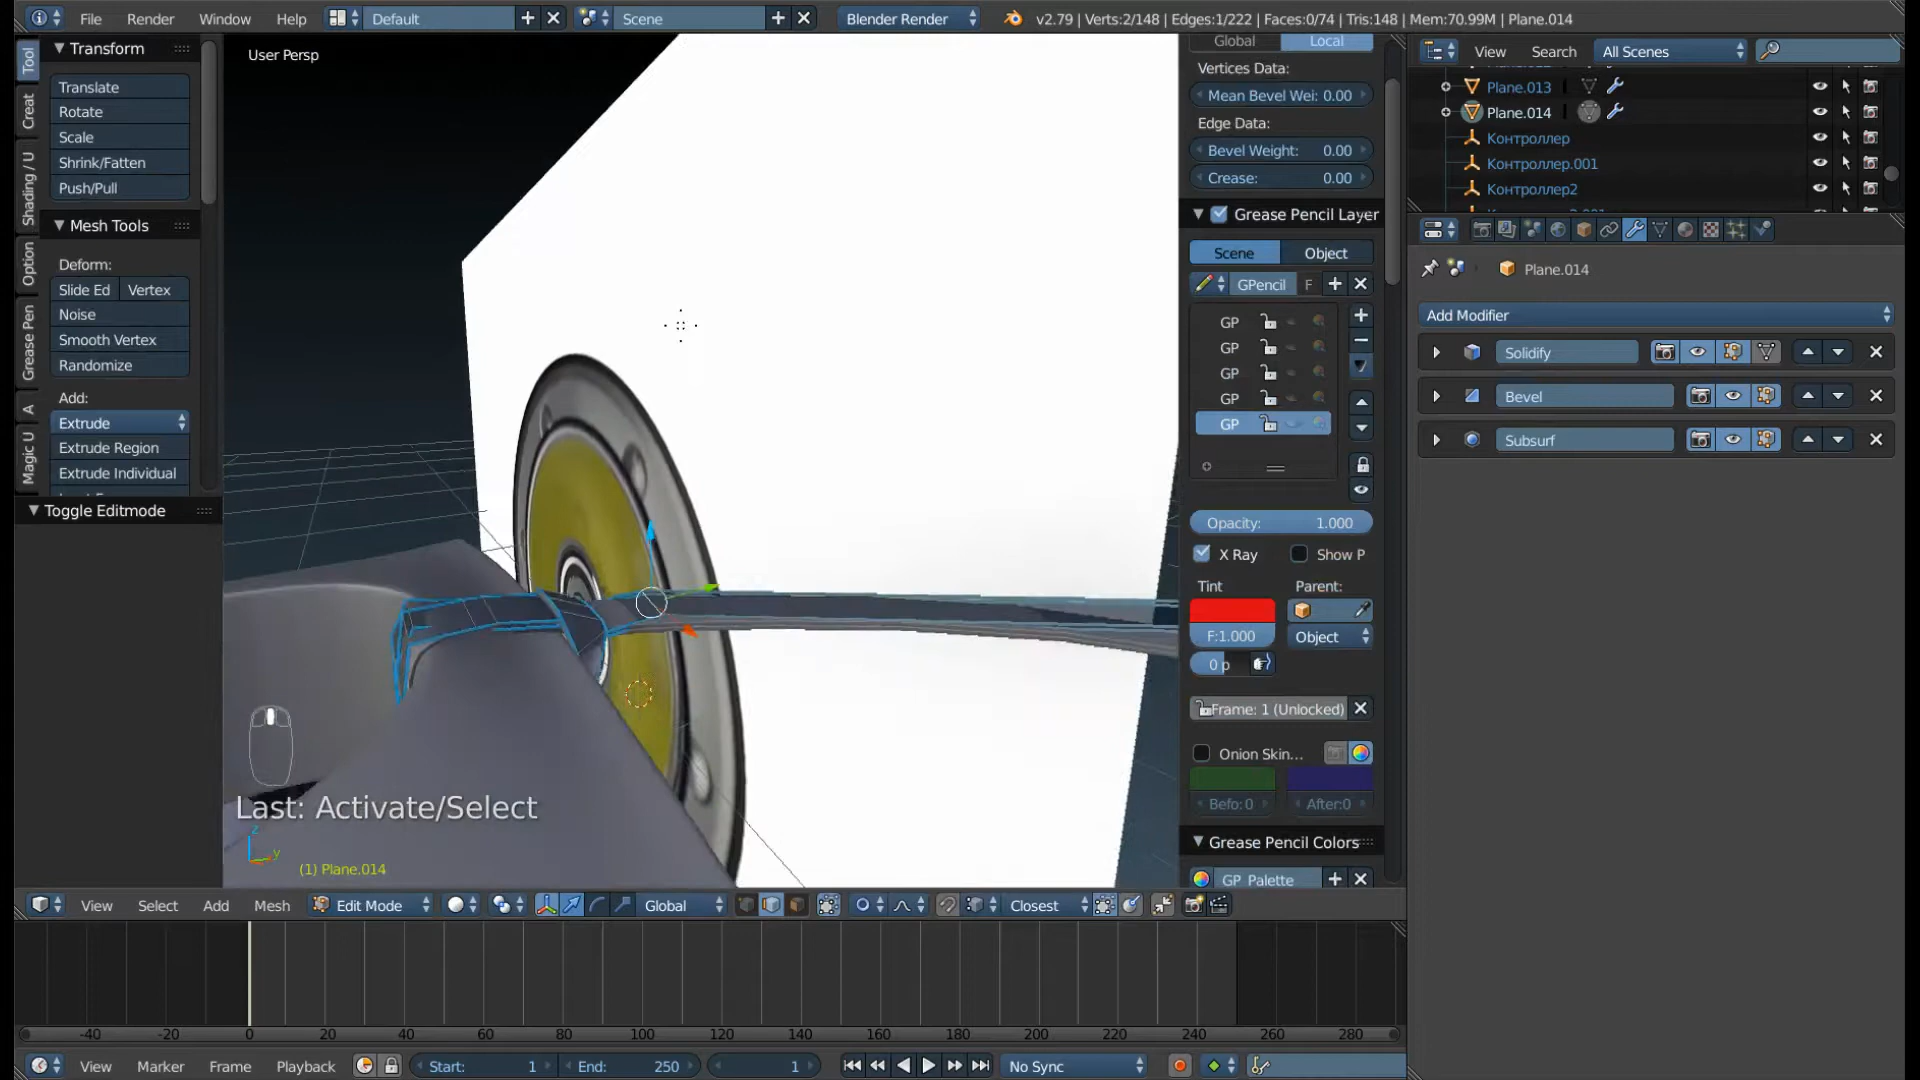 File Render Window Help Default Scene Blender Render v2.79 | Verts:2/148 | Edges:1/222 | Faces:0/74 | Tris:148 | Mem:70.99M | Plane.014
Tool
Creat
Shading / U
Option
Grease Pen
A
Magic U
Transform
Translate
Rotate
Scale
Shrink/Fatten
Push/Pull
Mesh Tools
Deform:
Slide Ed Vertex
Noise
Smooth Vertex
Randomize
Add:
Extrude
Extrude Region
Extrude Individual
Toggle Editmode
User Persp
Last: Activate/Select
z
y
(1) Plane.014
Global Local
Vertices Data:
Mean Bevel Wei: 0.00
Edge Data:
Bevel Weight: 0.00
Crease: 0.00
Grease Pencil Layer
Scene Object
GPencil F
GP
GP
GP
GP
GP
Opacity: 1.000
X Ray Show P
Tint Parent:
F:1.000 Object
0 p
Frame: 1 (Unlocked)
Onion Skin...
Befo: 0 After:0
Grease Pencil Colors
GP_Palette
View Search All Scenes
Plane.013
Plane.014
Контроллер
Контроллер.001
Контроллер2
Plane.014
Add Modifier
Solidify
Bevel
Subsurf
View Select Add Mesh Edit Mode Global Closest
-40 -20 0 20 40 60 80 100 120 140 160 180 200 220 240 260 280
View Marker Frame Playback Start: 1 End: 250 1 No Sync